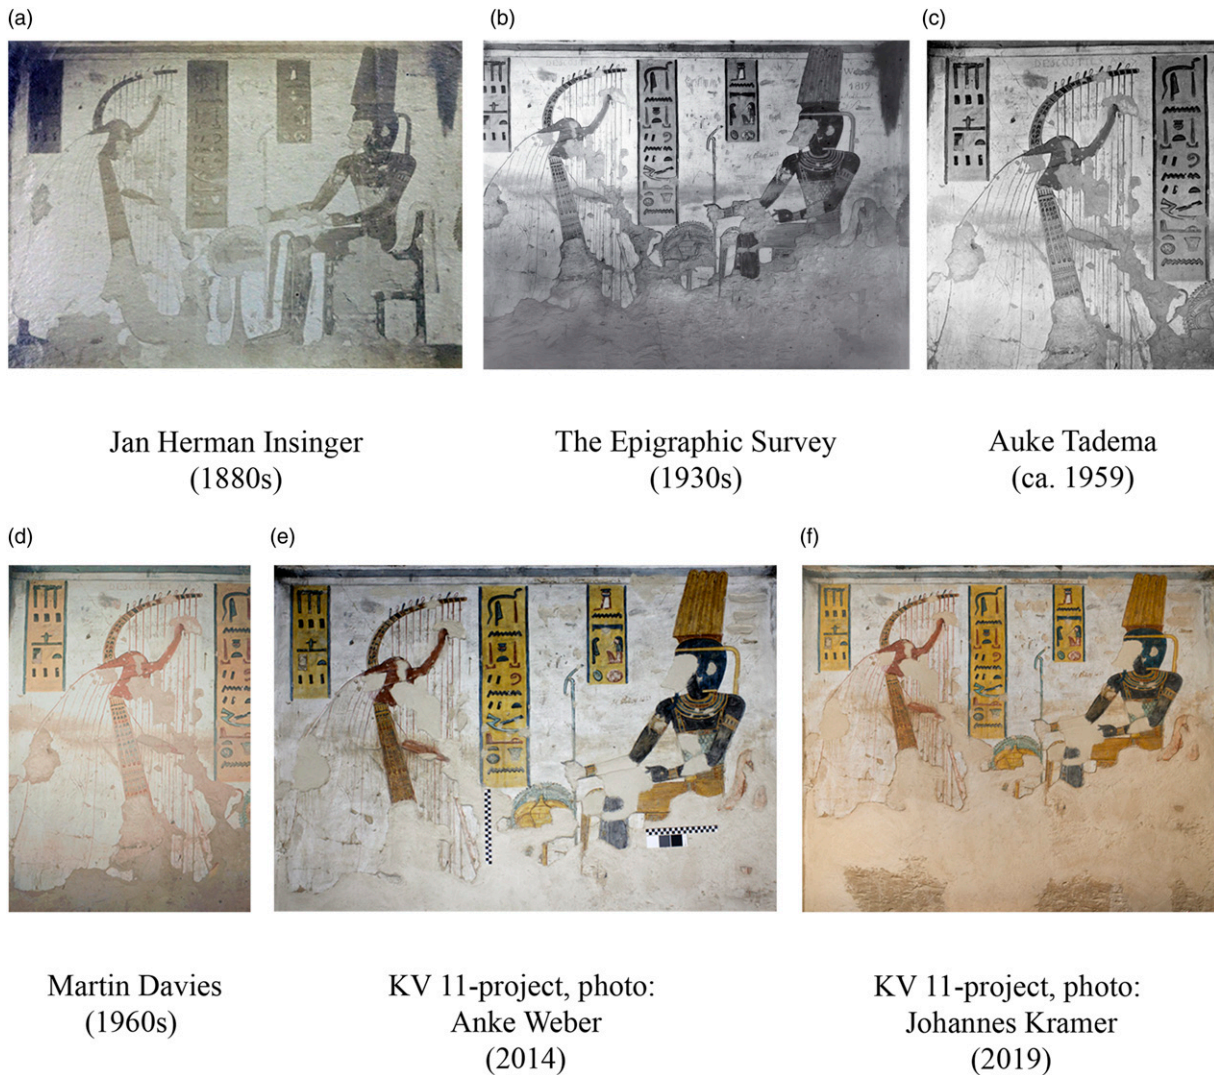 (a)
(b)
(c)
Jan Herman Insinger
(1880s)
The Epigraphic Survey
(1930s)
Auke Tadema
(ca. 1959)
(d)
(e)
(f)
Martin Davies
(1960s)
KV 11-project, photo:
Anke Weber
(2014)
KV 11-project, photo:
Johannes Kramer
(2019)